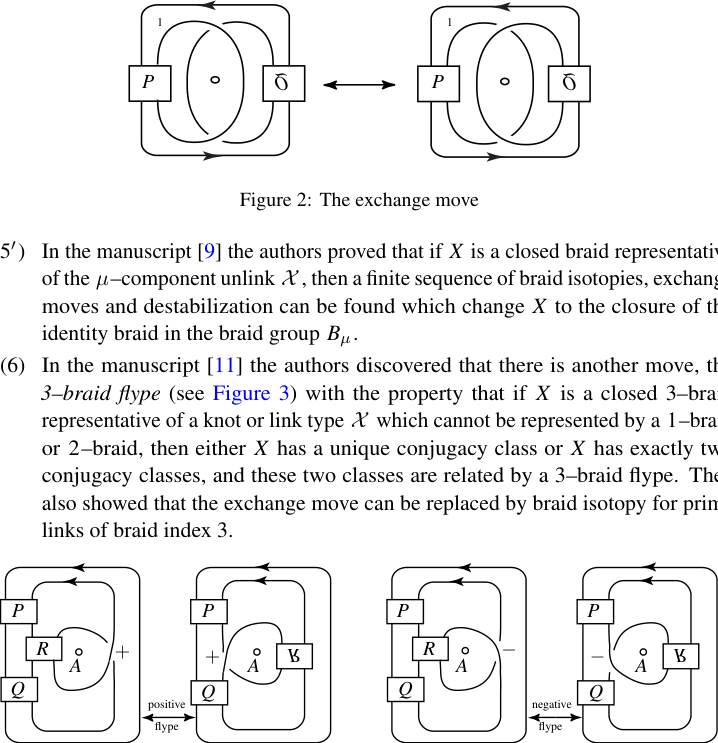 1 1
P Q P Q
Figure 2: The exchange move
5′) In the manuscript [9] the authors proved that if X is a closed braid representativ
of the μ–component unlink 𝒳, then a finite sequence of braid isotopies, exchang
moves and destabilization can be found which change X to the closure of th
identity braid in the braid group Bμ.
(6) In the manuscript [11] the authors discovered that there is another move, th
3–braid flype (see Figure 3) with the property that if X is a closed 3–brai
representative of a knot or link type 𝒳 which cannot be represented by a 1–brai
or 2–braid, then either X has a unique conjugacy class or X has exactly tw
conjugacy classes, and these two classes are related by a 3–braid flype. The
also showed that the exchange move can be replaced by braid isotopy for prim
links of braid index 3.
P P P P
R A + + A R R A − − A R
Q Q Q Q
positive negative
flype flype